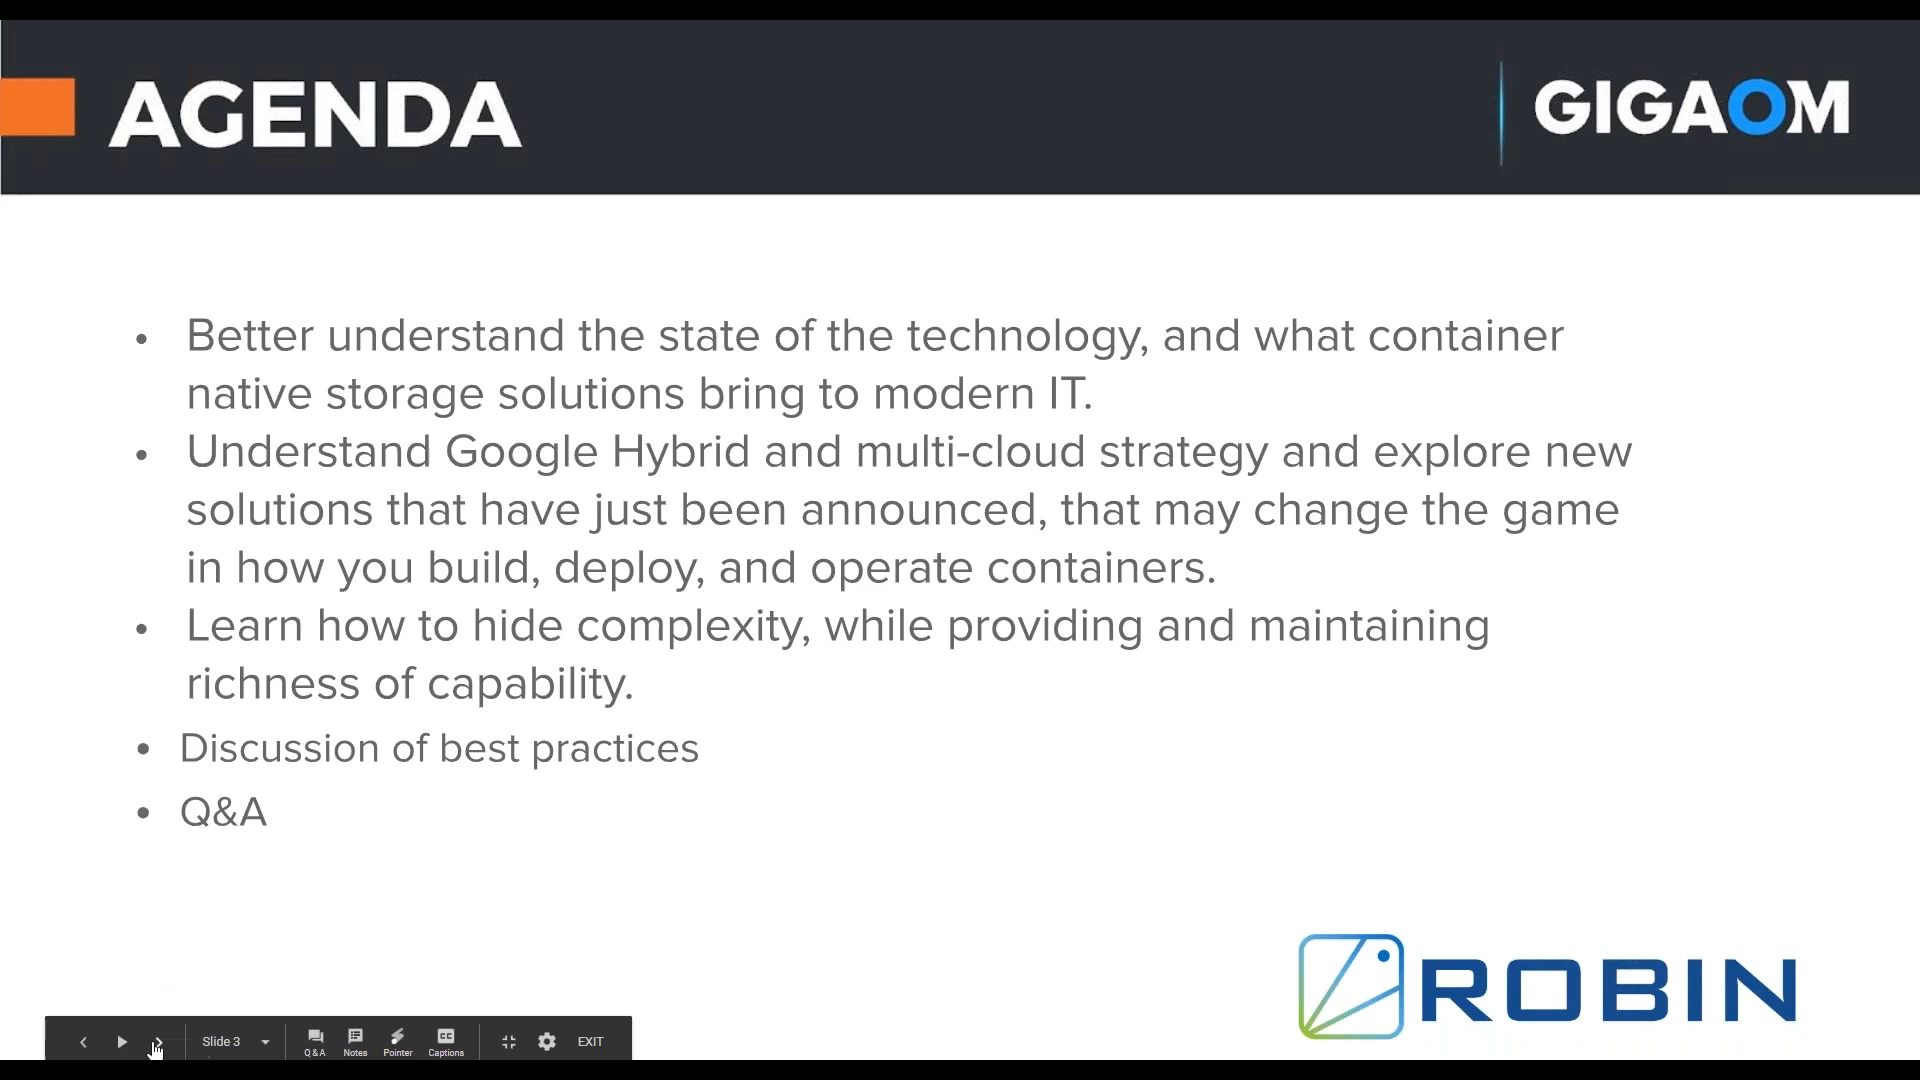 AGENDA
GIGAOM
• Better understand the state of the technology, and what container
native storage solutions bring to modern IT.
• Understand Google Hybrid and multi-cloud strategy and explore new
solutions that have just been announced, that may change the game
in how you build, deploy, and operate containers.
• Learn how to hide complexity, while providing and maintaining
richness of capability.
• Discussion of best practices
• Q&A
ROBIN
Slide 3
Q&A Notes Pointer CC Captions EXIT